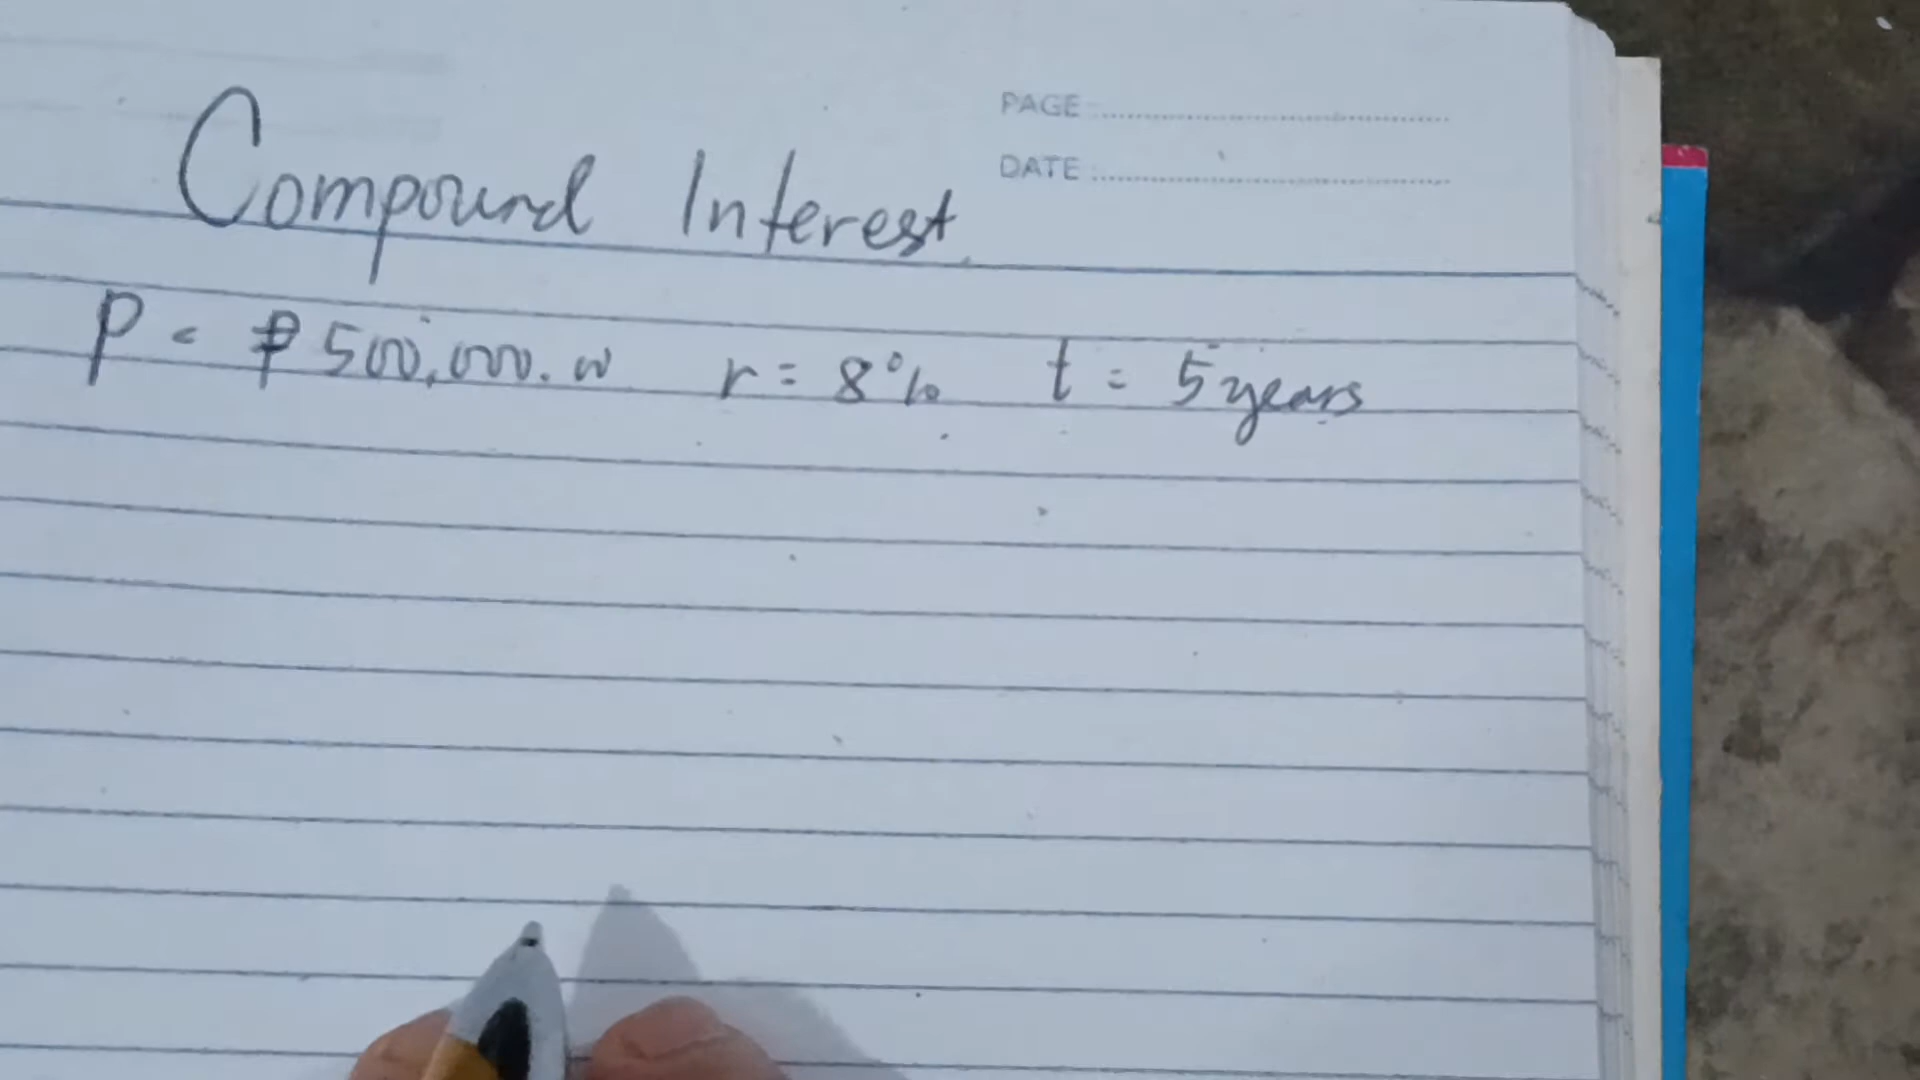 PAGE :
DATE :
Compound Interest
P = ₱500,000.00 r = 8% t = 5 years